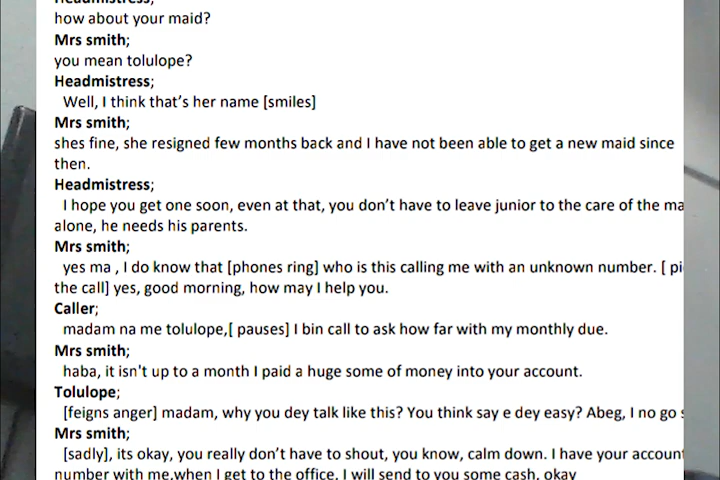 Headmistress;
how about your maid?
Mrs smith;
you mean tolulope?
Headmistress;
Well, I think that's her name [smiles]
Mrs smith;
shes fine, she resigned few months back and I have not been able to get a new maid since
then.
Headmistress;
I hope you get one soon, even at that, you don't have to leave junior to the care of the
alone, he needs his parents.
Mrs smith;
yes ma , I do know that [phones ring] who is this calling me with an unknown number. [
the call] yes, good morning, how may I help you.
Caller;
madam na me tolulope,[ pauses] I bin call to ask how far with my monthly due.
Mrs smith;
haba, it isn't up to a month I paid a huge some of money into your account.
Tolulope;
[feigns anger] madam, why you dey talk like this? You think say e dey easy? Abeg, I no go
Mrs smith;
[sadly], its okay, you really don't have to shout, you know, calm down. I have your account
number with me,when I get to the office, I will send to you some cash, okay